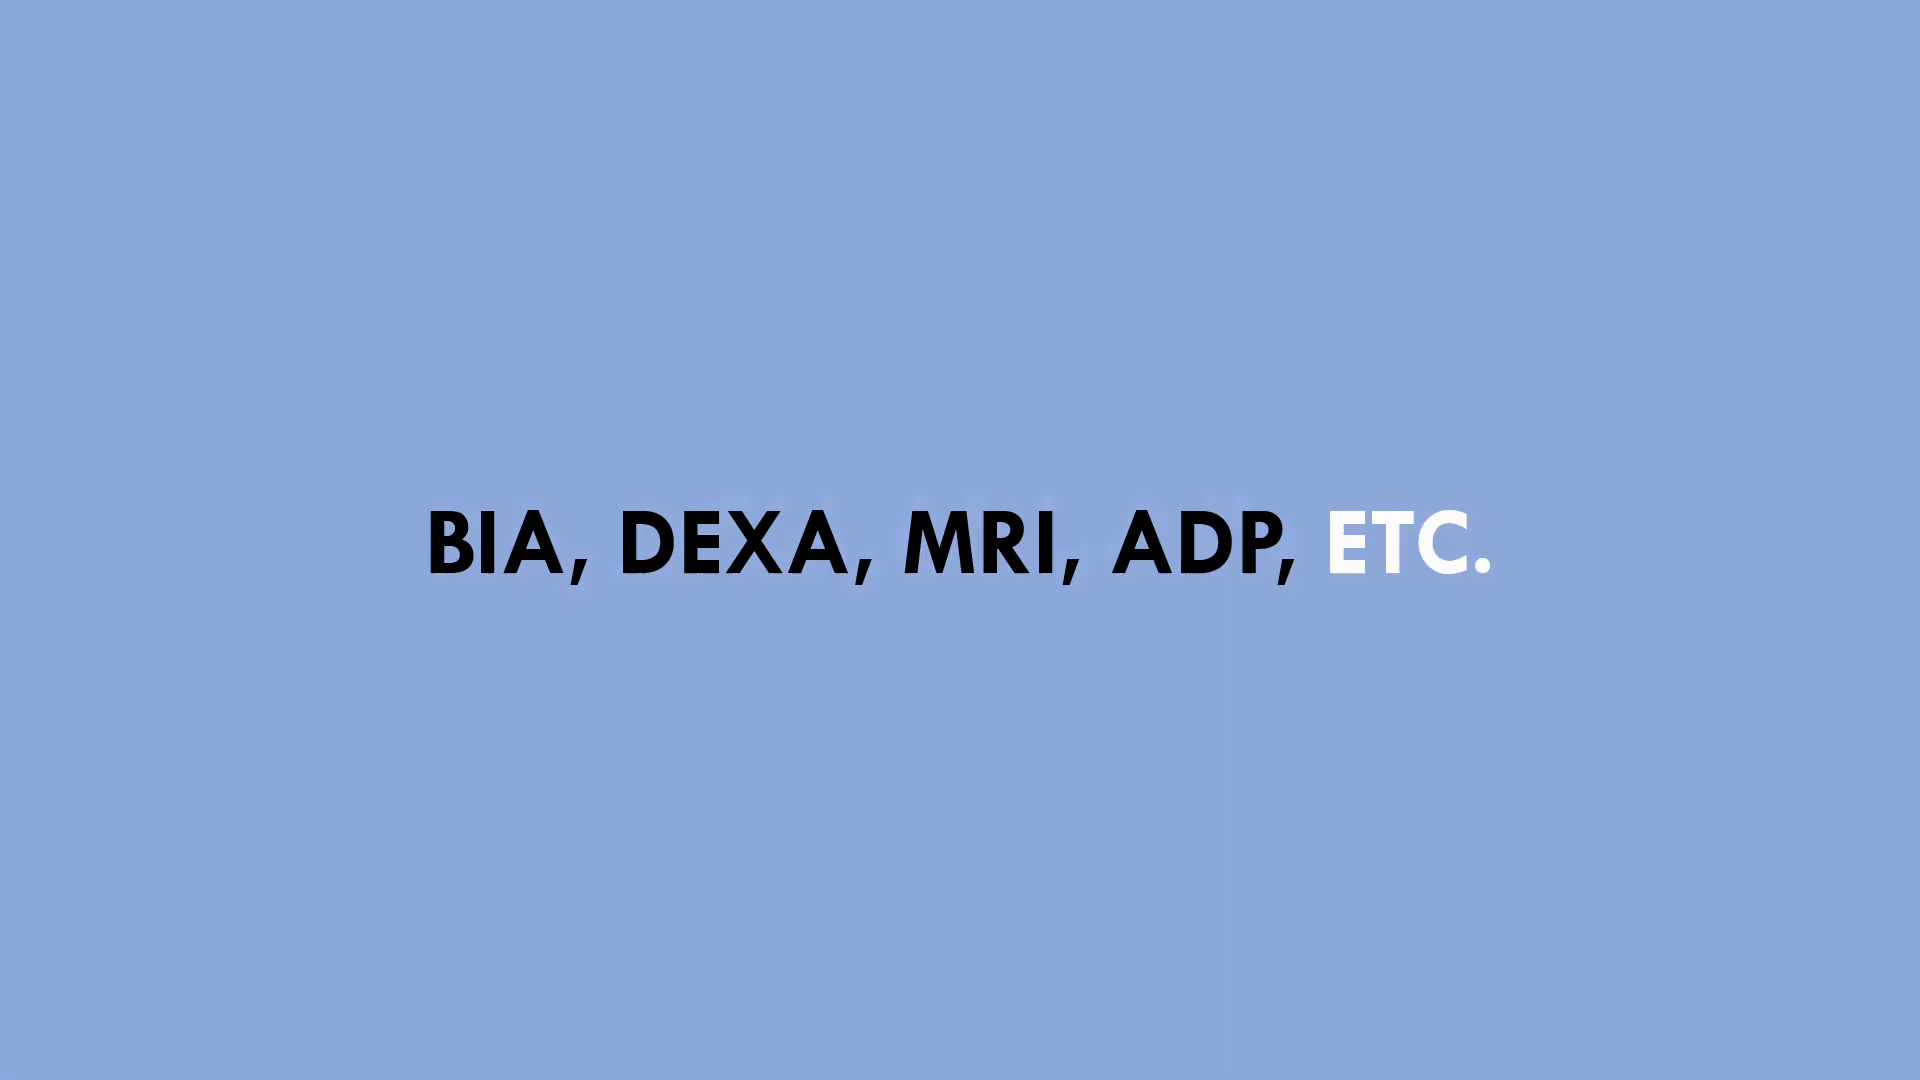 BIA, DEXA, MRI, ADP, ETC.